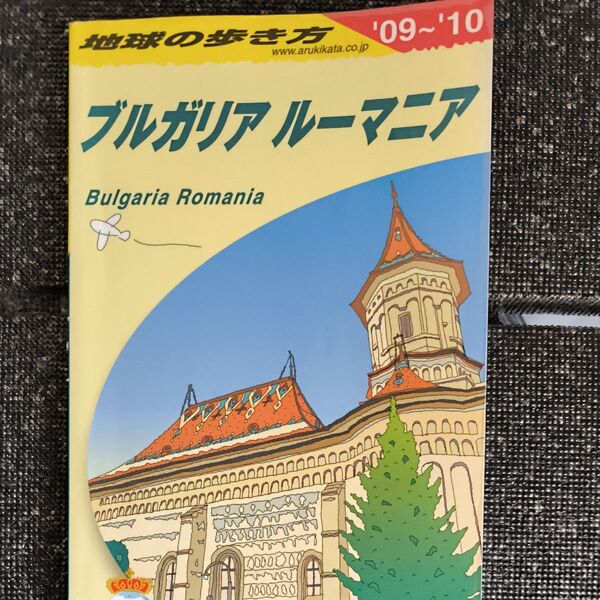 地球の歩き方
www.arukikata.co.jp
'09~'10
ブルガリア ルーマニア
Bulgaria Romania